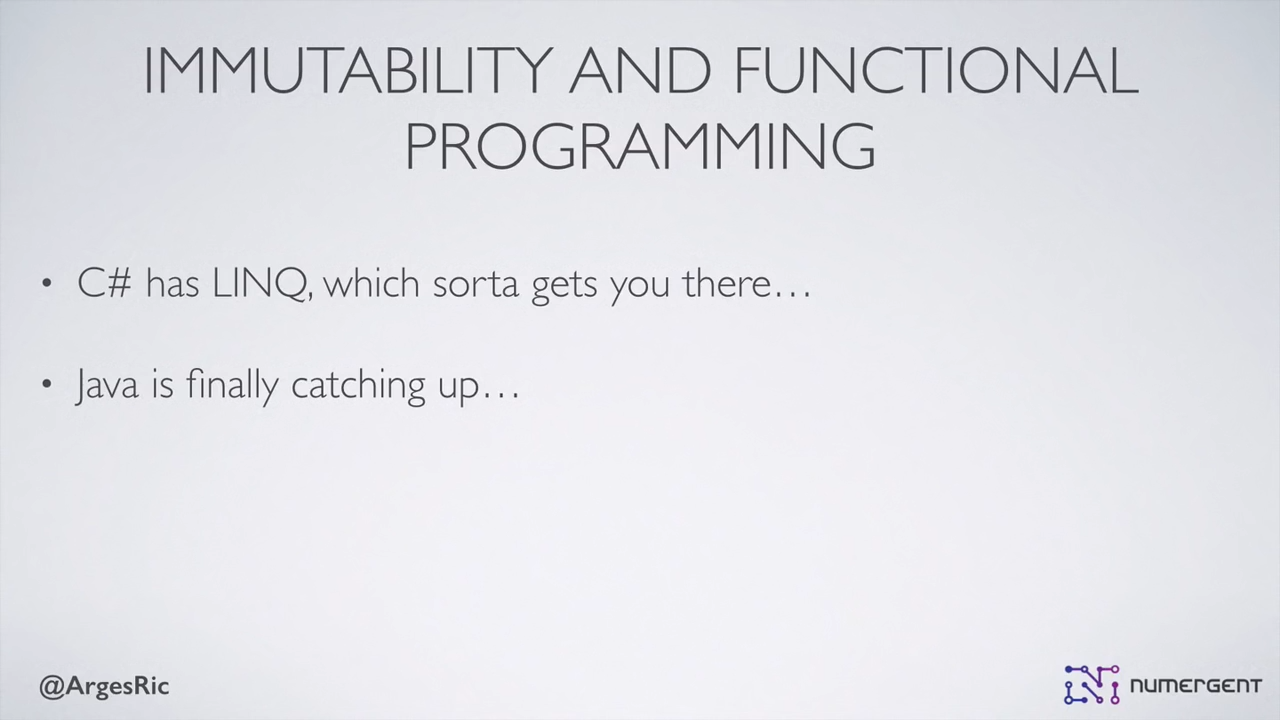 IMMUTABILITY AND FUNCTIONAL
PROGRAMMING
• C# has LINQ, which sorta gets you there…
• Java is finally catching up…
@ArgesRic
NUMERGENT